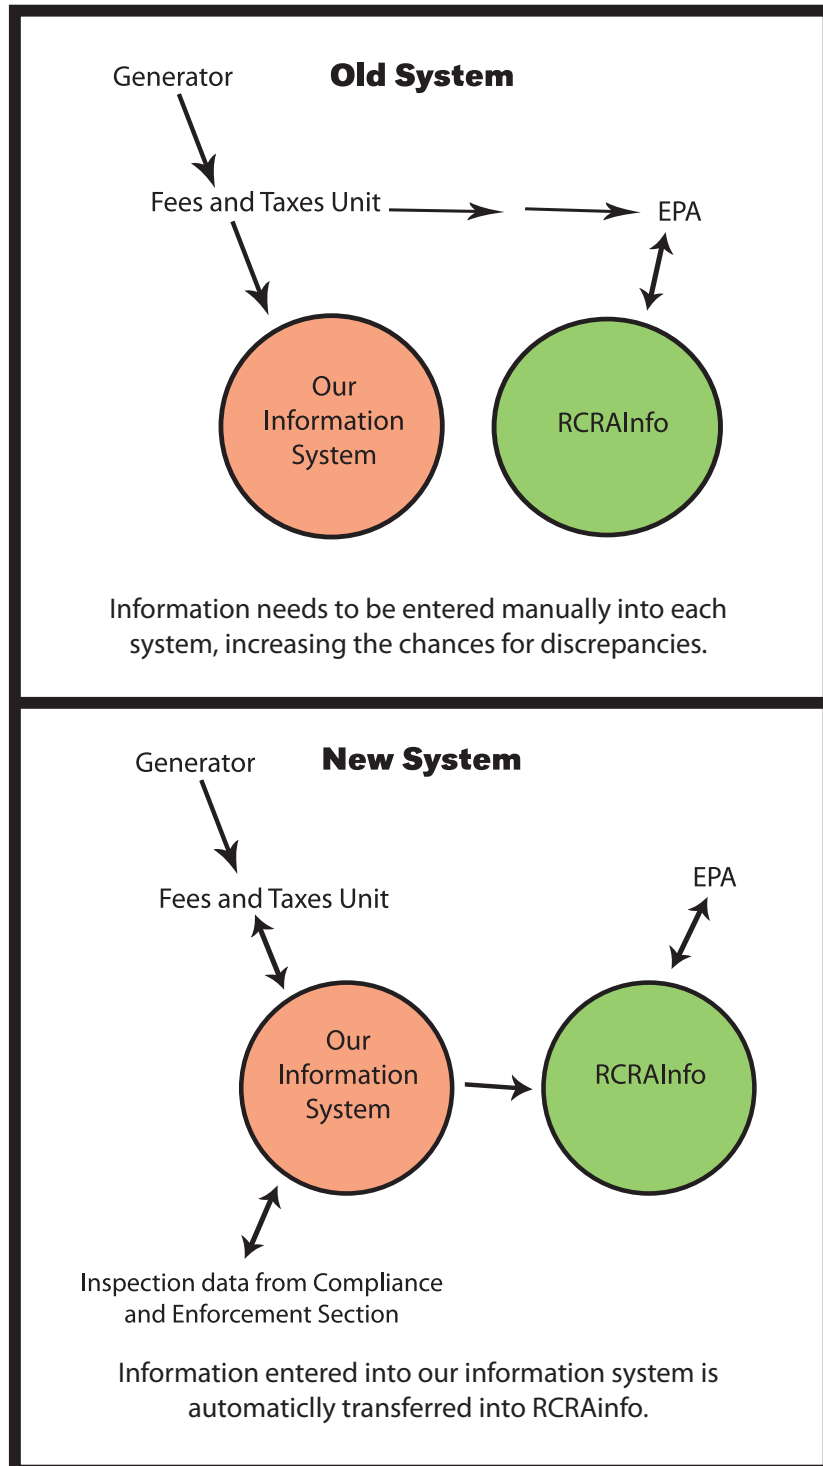 Old System
Generator
Fees and Taxes Unit
EPA
Our
Information
System
RCRAInfo
Information needs to be entered manually into each
system, increasing the chances for discrepancies.
New System
Generator
EPA
Fees and Taxes Unit
Our
Information
System
RCRAInfo
Inspection data from Compliance
and Enforcement Section
Information entered into our information system is
automaticlly transferred into RCRAinfo.